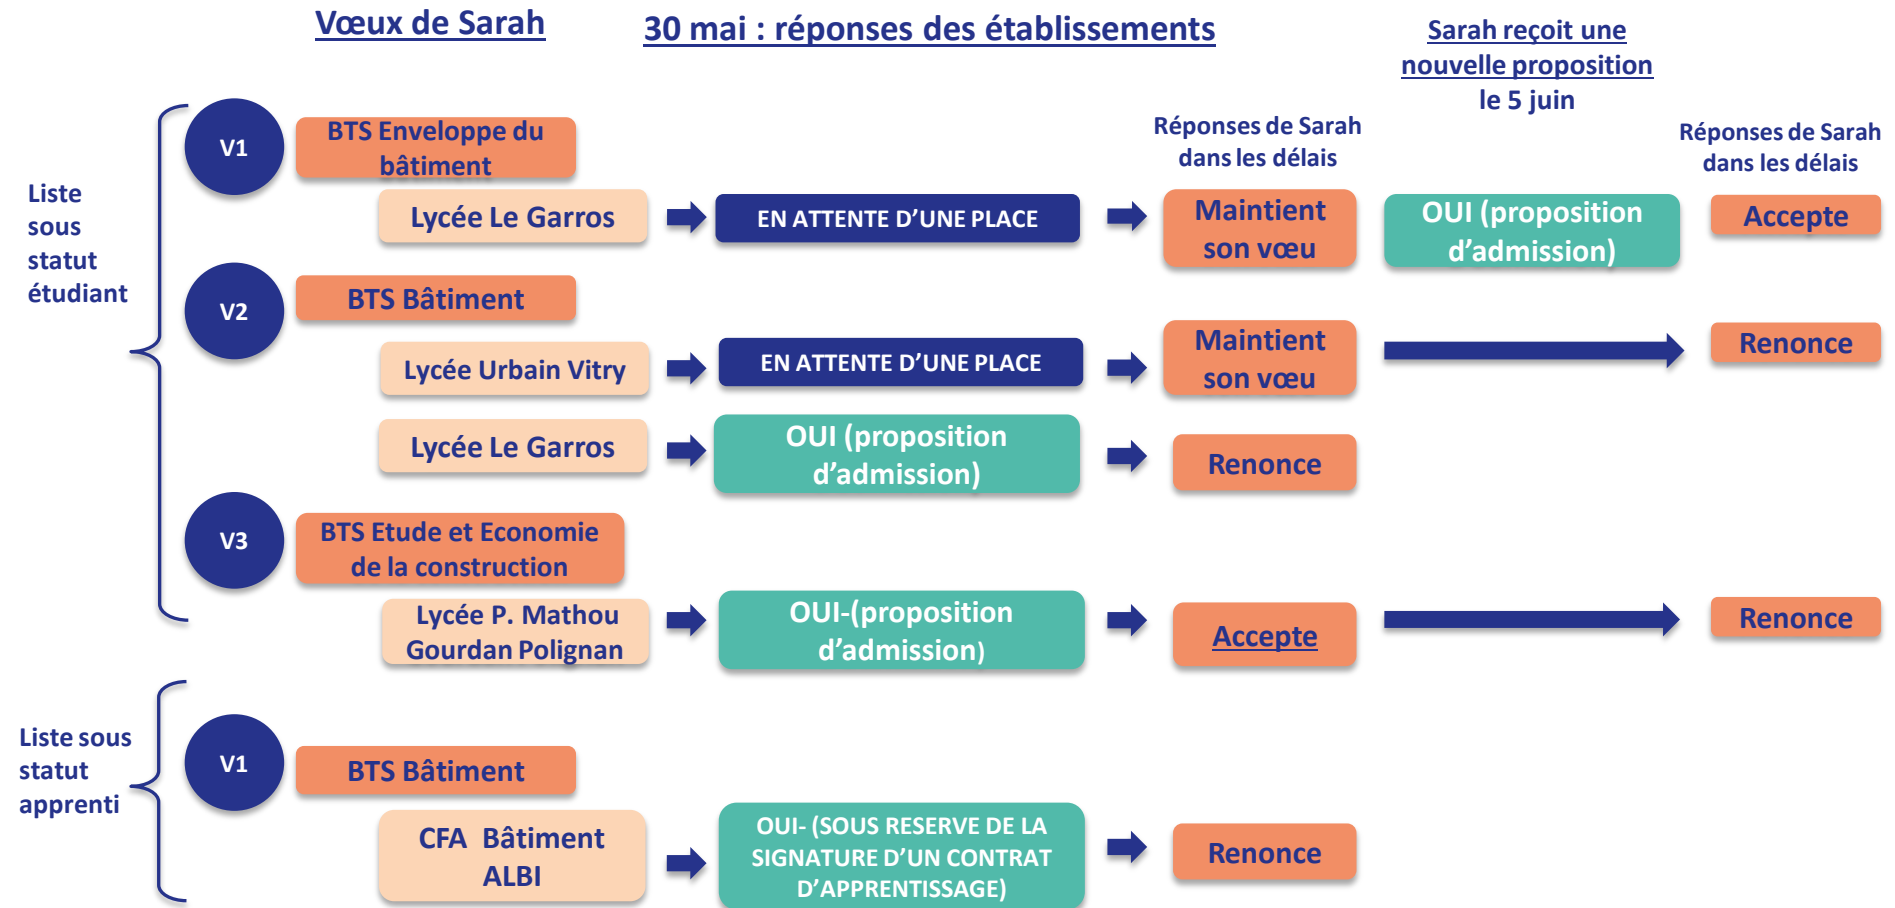 Vœux de Sarah
30 mai : réponses des établissements
Sarah reçoit une
nouvelle proposition
le 5 juin
Réponses de Sarah
dans les délais
Réponses de Sarah
dans les délais
Liste
sous
statut
étudiant
V1
BTS Enveloppe du
bâtiment
Lycée Le Garros
EN ATTENTE D'UNE PLACE
Maintient
son vœu
OUI (proposition
d'admission)
Accepte
V2
BTS Bâtiment
Lycée Urbain Vitry
EN ATTENTE D'UNE PLACE
Maintient
son vœu
Renonce
Lycée Le Garros
OUI (proposition
d'admission)
Renonce
V3
BTS Etude et Economie
de la construction
Lycée P. Mathou
Gourdan Polignan
OUI-(proposition
d'admission)
Accepte
Renonce
Liste sous
statut
apprenti
V1
BTS Bâtiment
CFA Bâtiment
ALBI
OUI- (SOUS RESERVE DE LA
SIGNATURE D'UN CONTRAT
D'APPRENTISSAGE)
Renonce